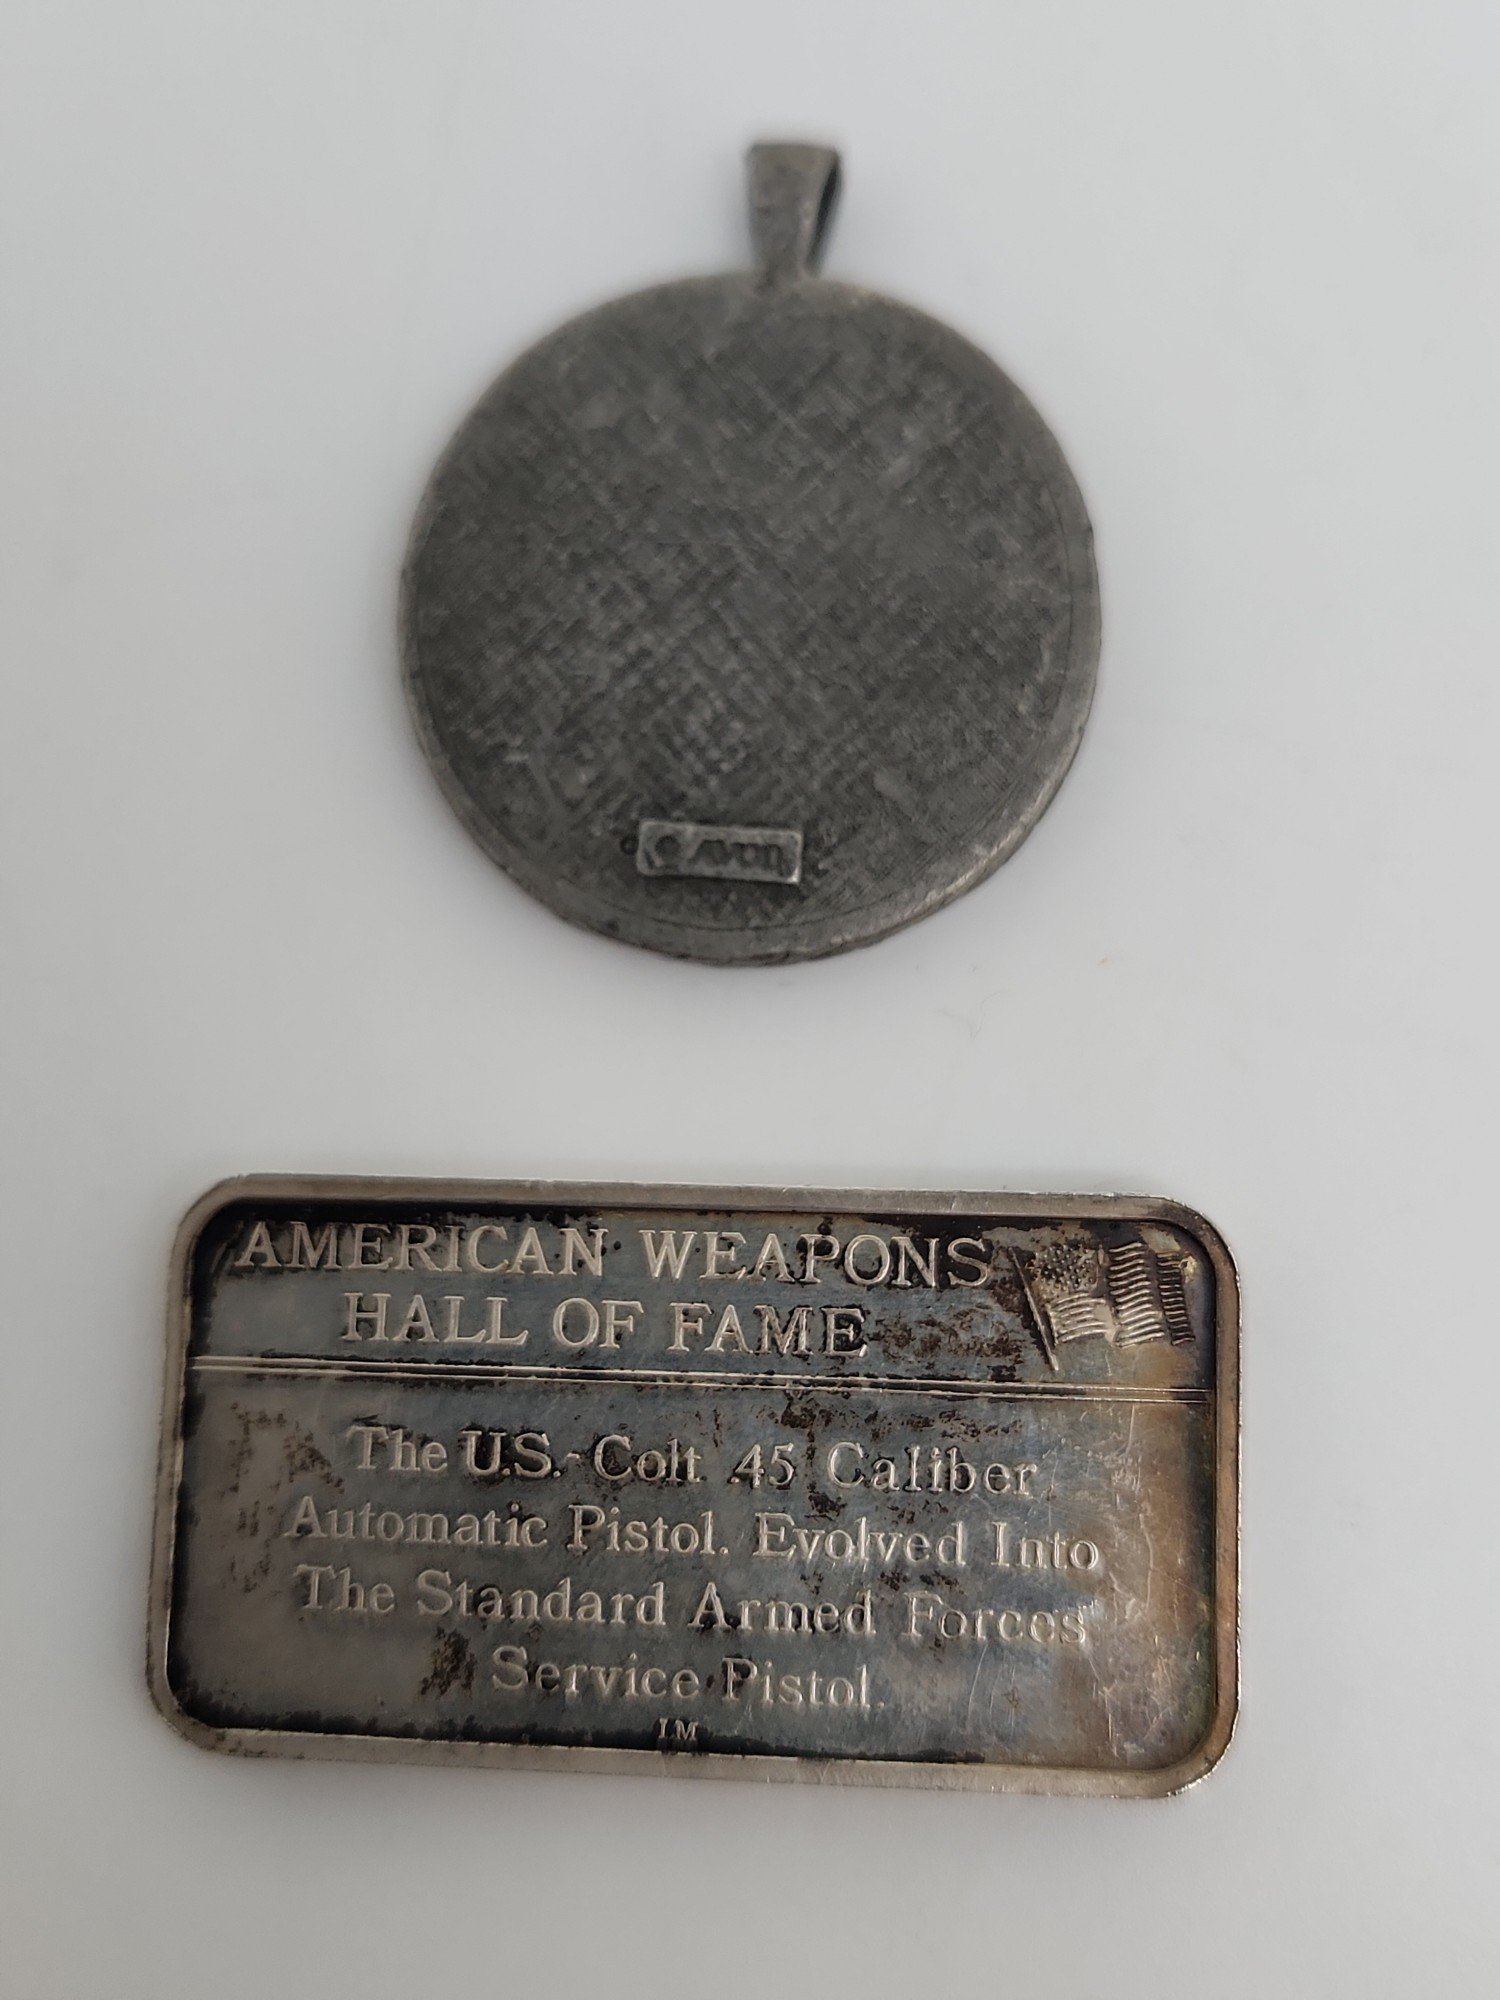 © AVON
AMERICAN WEAPONS
HALL OF FAME
The U.S. Colt .45 Caliber
Automatic Pistol. Evolved Into
The Standard Armed Forces
Service Pistol.
IM